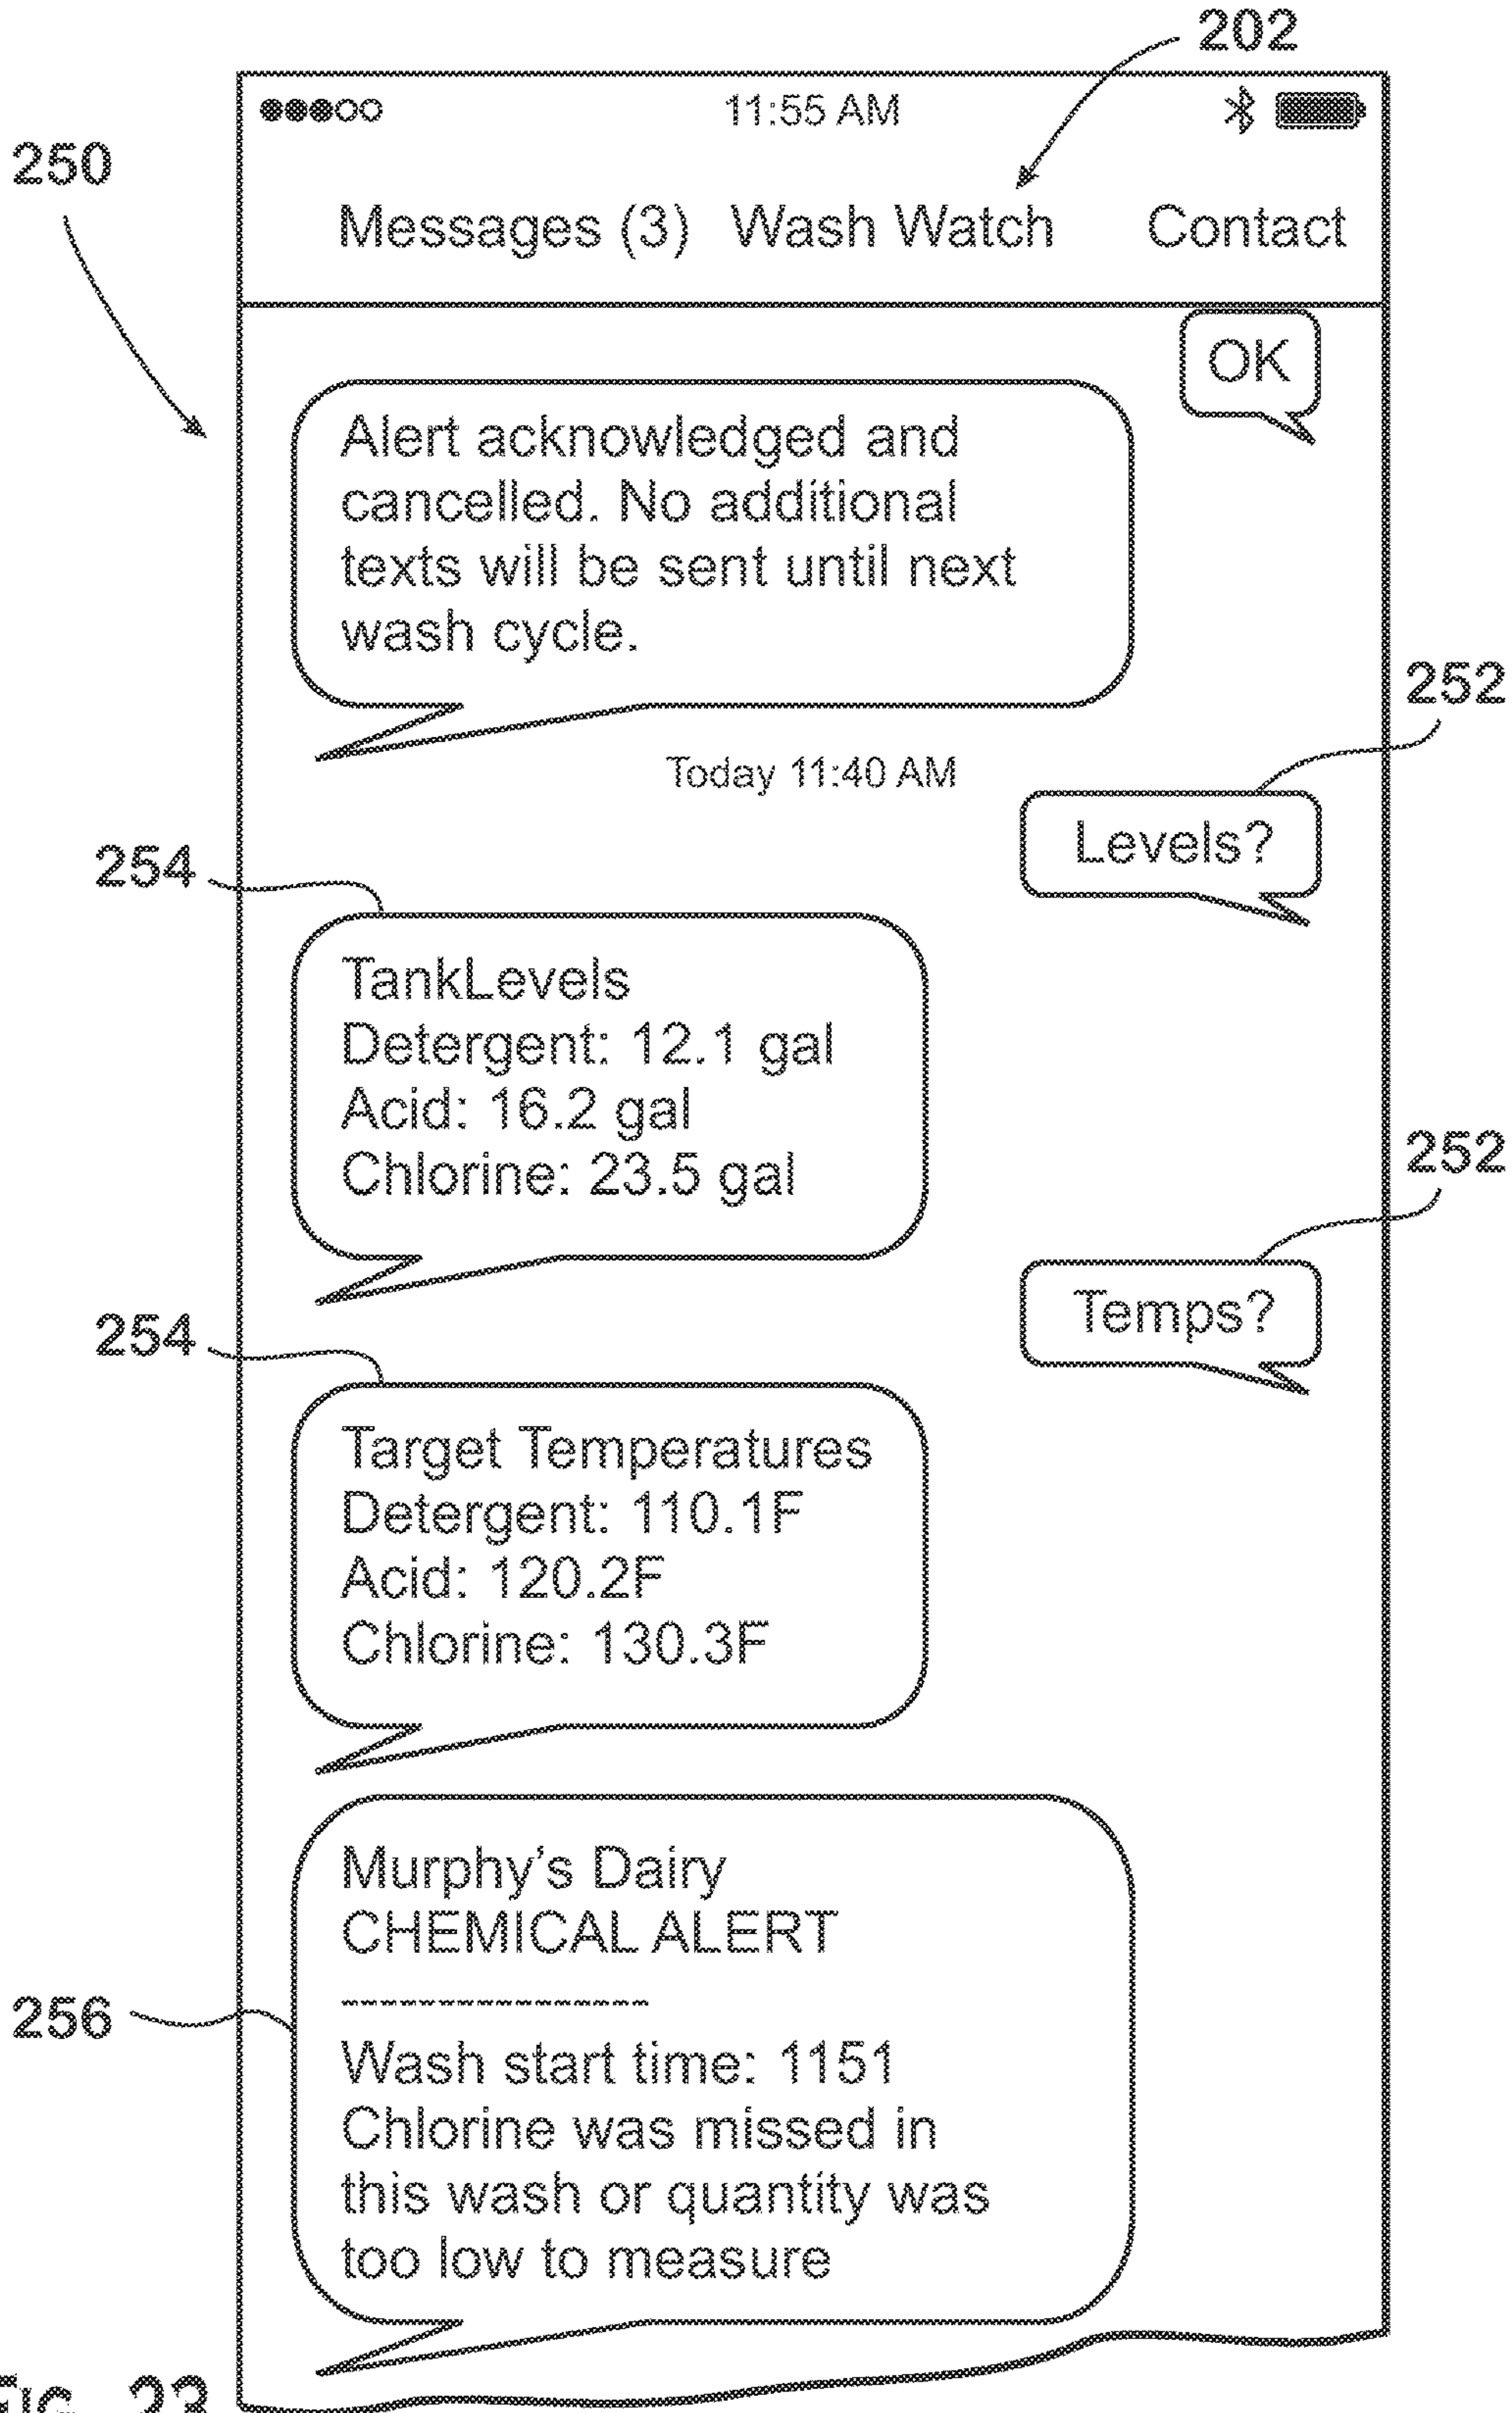 202
11:55 AM
250
Messages (3) Wash Watch Contact
OK
Alert acknowledged and
cancelled. No additional
texts will be sent until next
wash cycle.
252
Today 11:40 AM
Levels?
254
TankLevels
Detergent: 12.1 gal
Acid: 16.2 gal
Chlorine: 23.5 gal
252
Temps?
254
Target Temperatures
Detergent: 110.1F
Acid: 120.2F
Chlorine: 130.3F
Murphy's Dairy
CHEMICAL ALERT
----------------
256
Wash start time: 1151
Chlorine was missed in
this wash or quantity was
too low to measure
FIG. 23